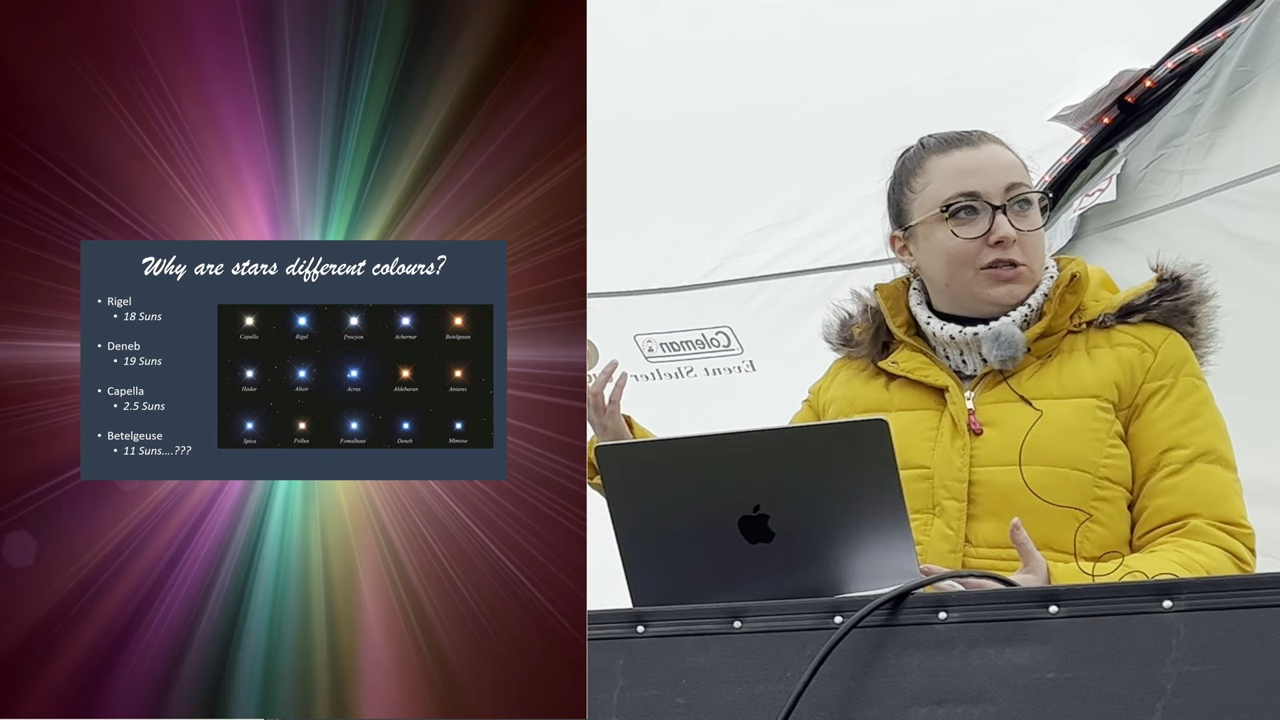 Why are stars different colours?
• Rigel
• 18 Suns
• Deneb
• 19 Suns
• Capella
• 2.5 Suns
• Betelgeuse
• 11 Suns....???
Capella Rigel Procyon Achernar Betelgeuse
Hadar Altair Acrux Aldebaran Antares
Spica Pollux Fomalhaut Deneb Mimosa
Coleman
Event Shelter